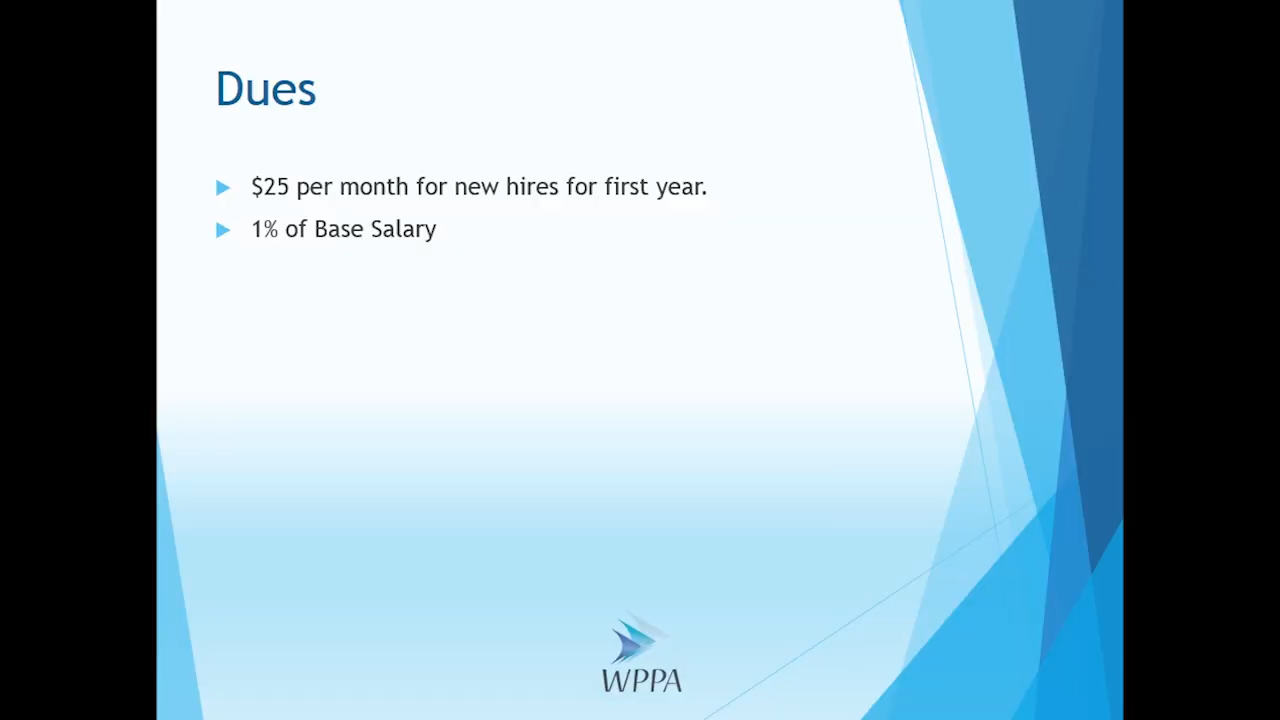 Dues
$25 per month for new hires for first year.
1% of Base Salary
WPPA